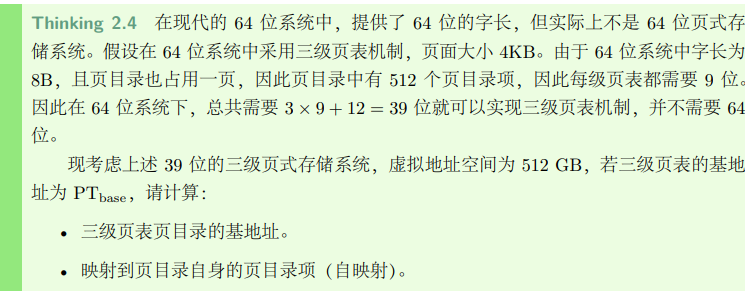 Thinking 2.4 在现代的 64 位系统中，提供了 64 位的字长，但实际上不是 64 位页式存
储系统。假设在 64 位系统中采用三级页表机制，页面大小 4KB。由于 64 位系统中字长为
8B，且页目录也占用一页，因此页目录中有 512 个页目录项，因此每级页表都需要 9 位。
因此在 64 位系统下，总共需要 3 × 9 + 12 = 39 位就可以实现三级页表机制，并不需要 64
位。
现考虑上述 39 位的三级页式存储系统，虚拟地址空间为 512 GB，若三级页表的基地
址为 PTbase，请计算：
• 三级页表页目录的基地址。
• 映射到页目录自身的页目录项（自映射）。